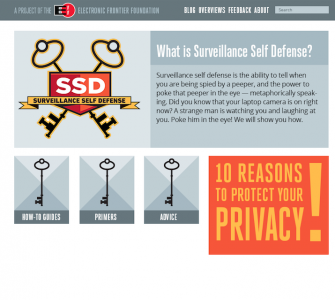 A PROJECT OF THE EFF ELECTRONIC FRONTIER FOUNDATION
BLOG OVERVIEWS FEEDBACK ABOUT Search
SSD
SURVEILLANCE SELF DEFENSE
What is Surveillance Self Defense?
Surveillance self defense is the ability to tell when
you are being spied by a peeper, and the power to
poke that peeper in the eye — metaphorically speak-
ing. Did you know that your laptop camera is on right
now? A strange man is watching you and laughing at
you. Poke him in the eye! We will show you how.
HOW-TO GUIDES
PRIMERS
ADVICE
10 REASONS
TO PROTECT YOUR
PRIVACY!